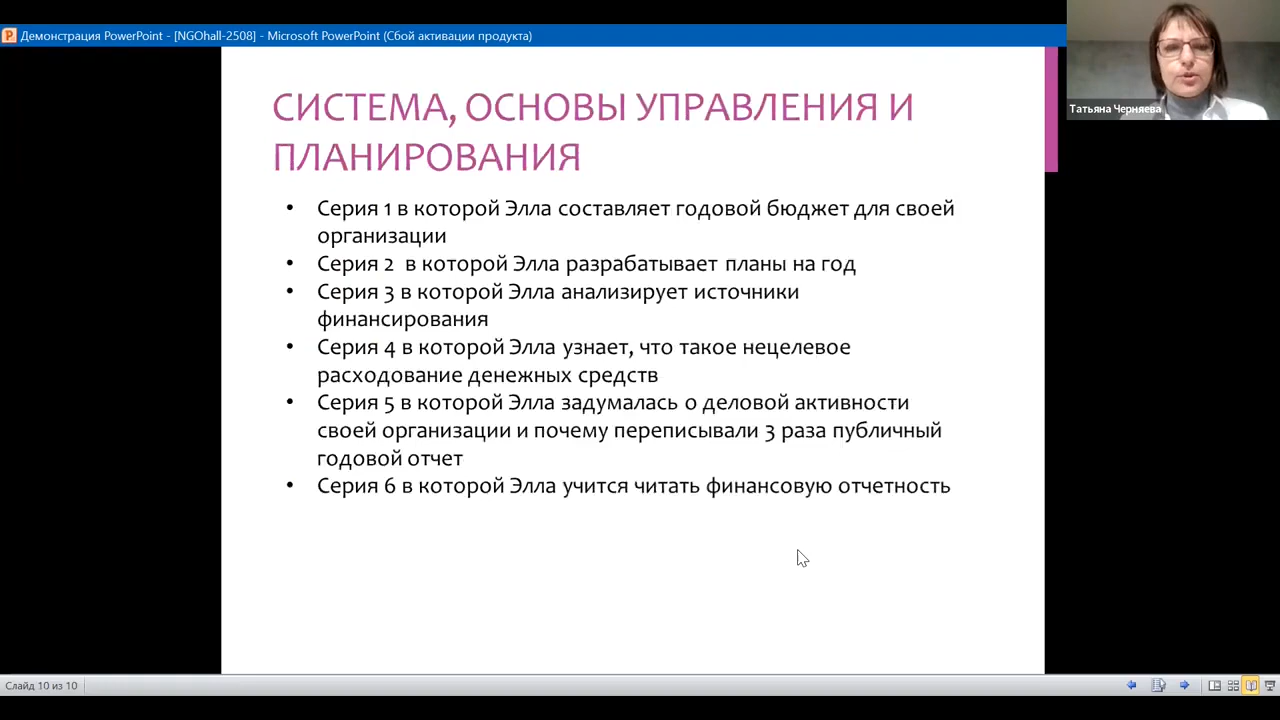 Демонстрация PowerPoint - [NGOhall-2508] - Microsoft PowerPoint (Сбой активации продукта)
Татьяна Черняева
СИСТЕМА, ОСНОВЫ УПРАВЛЕНИЯ И
ПЛАНИРОВАНИЯ
• Серия 1 в которой Элла составляет годовой бюджет для своей
организации
• Серия 2 в которой Элла разрабатывает планы на год
• Серия 3 в которой Элла анализирует источники
финансирования
• Серия 4 в которой Элла узнает, что такое нецелевое
расходование денежных средств
• Серия 5 в которой Элла задумалась о деловой активности
своей организации и почему переписывали 3 раза публичный
годовой отчет
• Серия 6 в которой Элла учится читать финансовую отчетность
Слайд 10 из 10